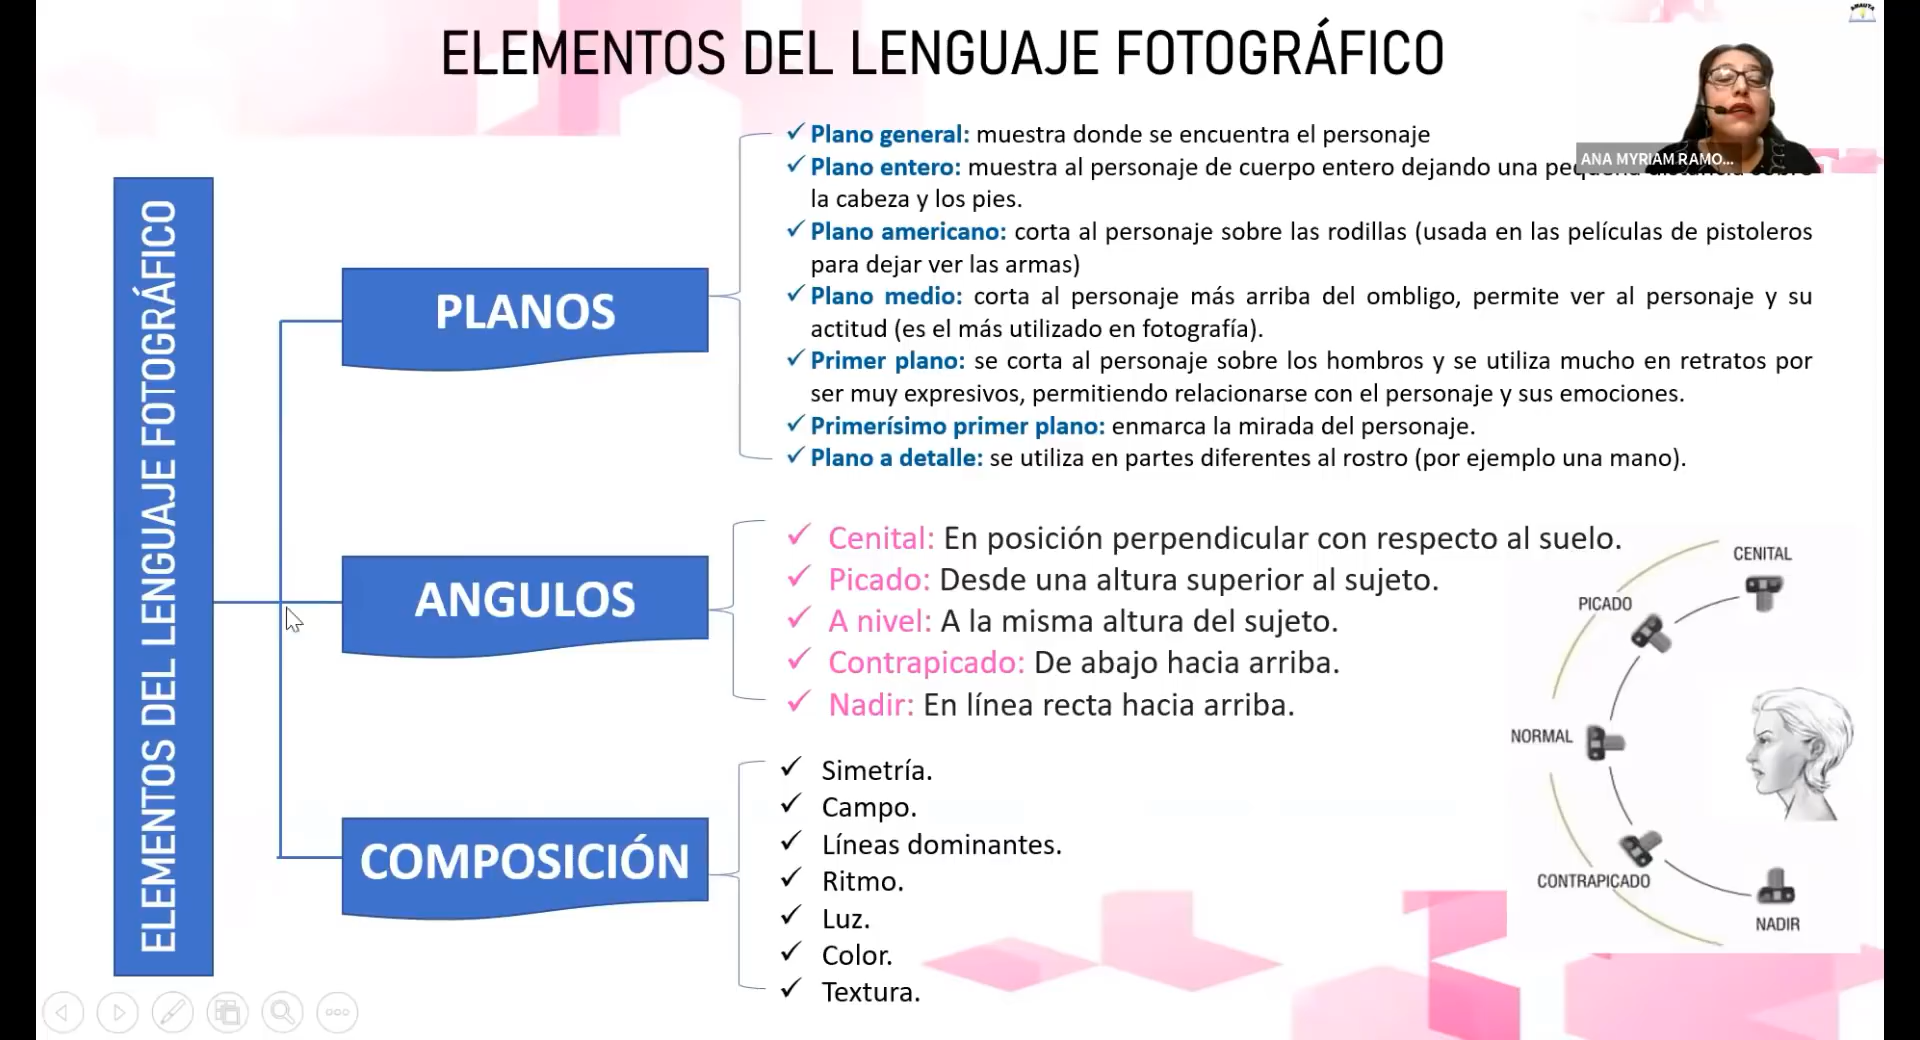 ELEMENTOS DEL LENGUAJE FOTOGRÁFICO
AMAUTA
ANA MYRIAM RAMO...
ELEMENTOS DEL LENGUAJE FOTOGRÁFICO
PLANOS
✓ Plano general: muestra donde se encuentra el personaje
✓ Plano entero: muestra al personaje de cuerpo entero dejando una
la cabeza y los pies.
✓ Plano americano: corta al personaje sobre las rodillas (usada en las películas de pistoleros
para dejar ver las armas)
✓ Plano medio: corta al personaje más arriba del ombligo, permite ver al personaje y su
actitud (es el más utilizado en fotografía).
✓ Primer plano: se corta al personaje sobre los hombros y se utiliza mucho en retratos por
ser muy expresivos, permitiendo relacionarse con el personaje y sus emociones.
✓ Primerísimo primer plano: enmarca la mirada del personaje.
✓ Plano a detalle: se utiliza en partes diferentes al rostro (por ejemplo una mano).
ANGULOS
✓ Cenital: En posición perpendicular con respecto al suelo.
✓ Picado: Desde una altura superior al sujeto.
✓ A nivel: A la misma altura del sujeto.
✓ Contrapicado: De abajo hacia arriba.
✓ Nadir: En línea recta hacia arriba.
CENITAL
PICADO
NORMAL
CONTRAPICADO
NADIR
COMPOSICIÓN
✓ Simetría.
✓ Campo.
✓ Líneas dominantes.
✓ Ritmo.
✓ Luz.
✓ Color.
✓ Textura.